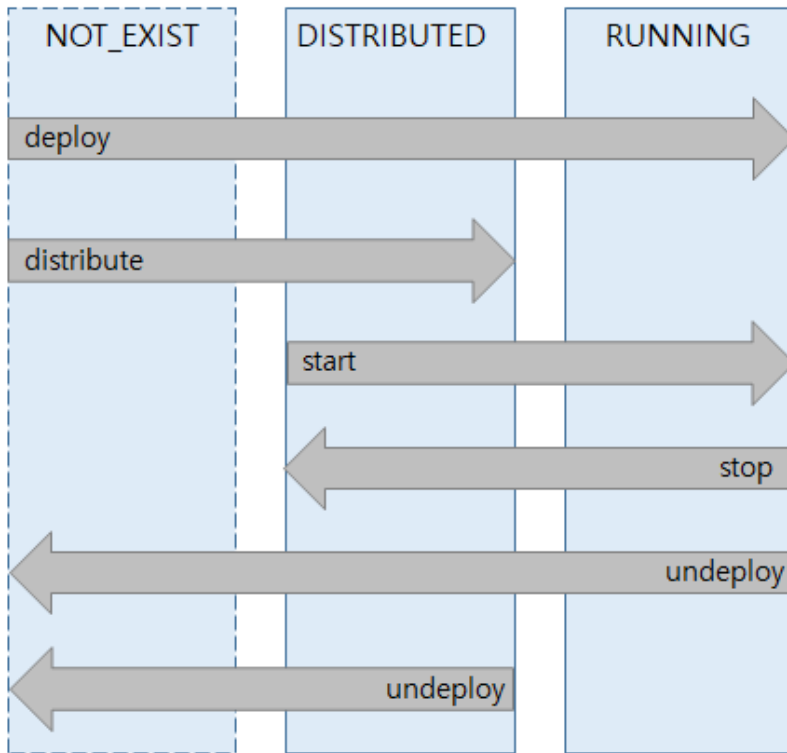 NOT_EXIST
DISTRIBUTED
RUNNING
deploy
distribute
start
stop
undeploy
undeploy